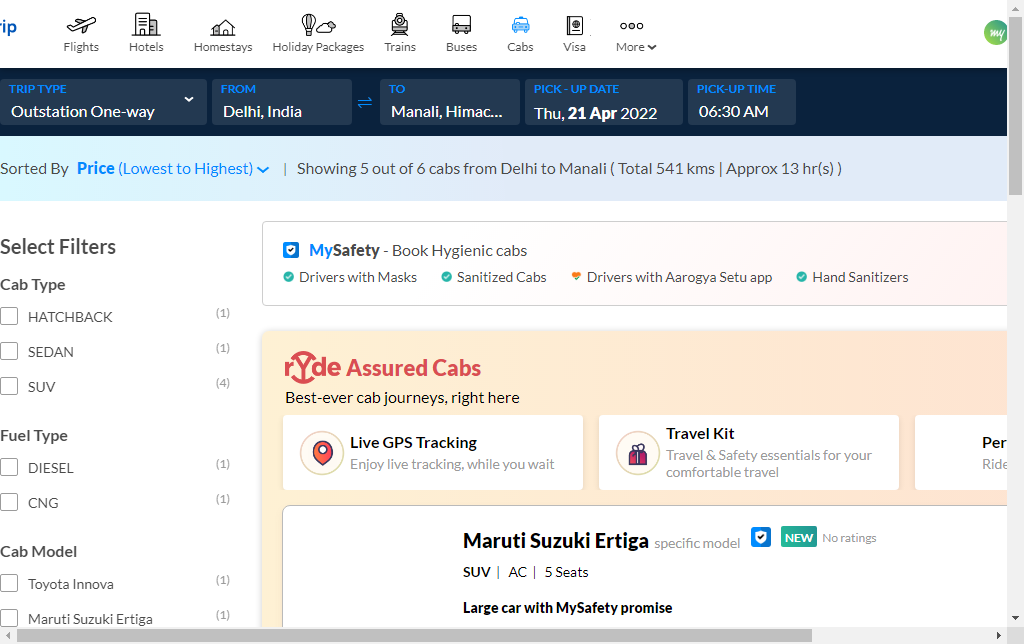 rip
Flights
Hotels
Homestays
Holiday Packages
Trains
Buses
Cabs
Visa
More
my
TRIP TYPE
Outstation One-way
FROM
Delhi, India
TO
Manali, Himac...
PICK - UP DATE
Thu, 21 Apr 2022
PICK-UP TIME
06:30 AM
Sorted By Price (Lowest to Highest) | Showing 5 out of 6 cabs from Delhi to Manali ( Total 541 kms | Approx 13 hr(s) )
Select Filters
Cab Type
HATCHBACK (1)
SEDAN (1)
SUV (4)
Fuel Type
DIESEL (1)
CNG (1)
Cab Model
Toyota Innova (1)
Maruti Suzuki Ertiga (1)
MySafety - Book Hygienic cabs
Drivers with Masks
Sanitized Cabs
Drivers with Aarogya Setu app
Hand Sanitizers
rYde Assured Cabs
Best-ever cab journeys, right here
Live GPS Tracking
Enjoy live tracking, while you wait
Travel Kit
Travel & Safety essentials for your
comfortable travel
Per
Ride
Maruti Suzuki Ertiga specific model NEW No ratings
SUV | AC | 5 Seats
Large car with MySafety promise